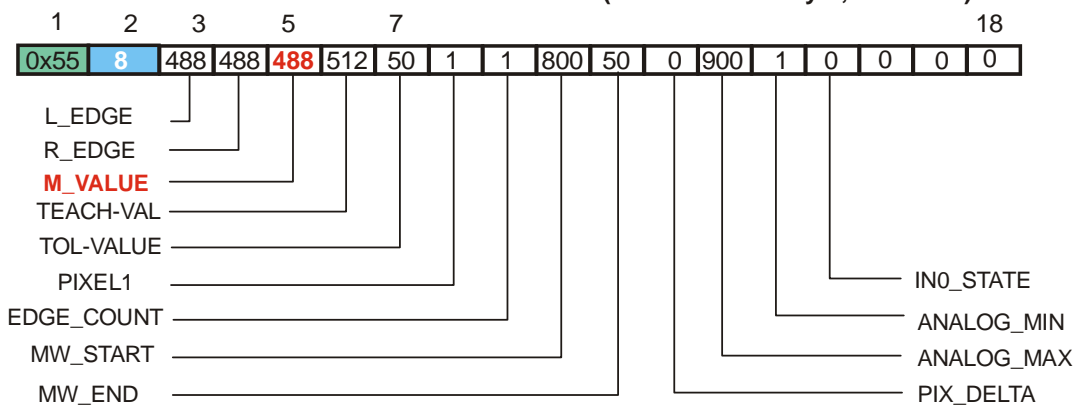 1 2 3 5 7 18
0x55 8 488 488 488 512 50 1 1 800 50 0 900 1 0 0 0 0
L_EDGE
R_EDGE
M_VALUE
TEACH-VAL
TOL-VALUE
PIXEL1
EDGE_COUNT
MW_START
MW_END
IN0_STATE
ANALOG_MIN
ANALOG_MAX
PIX_DELTA